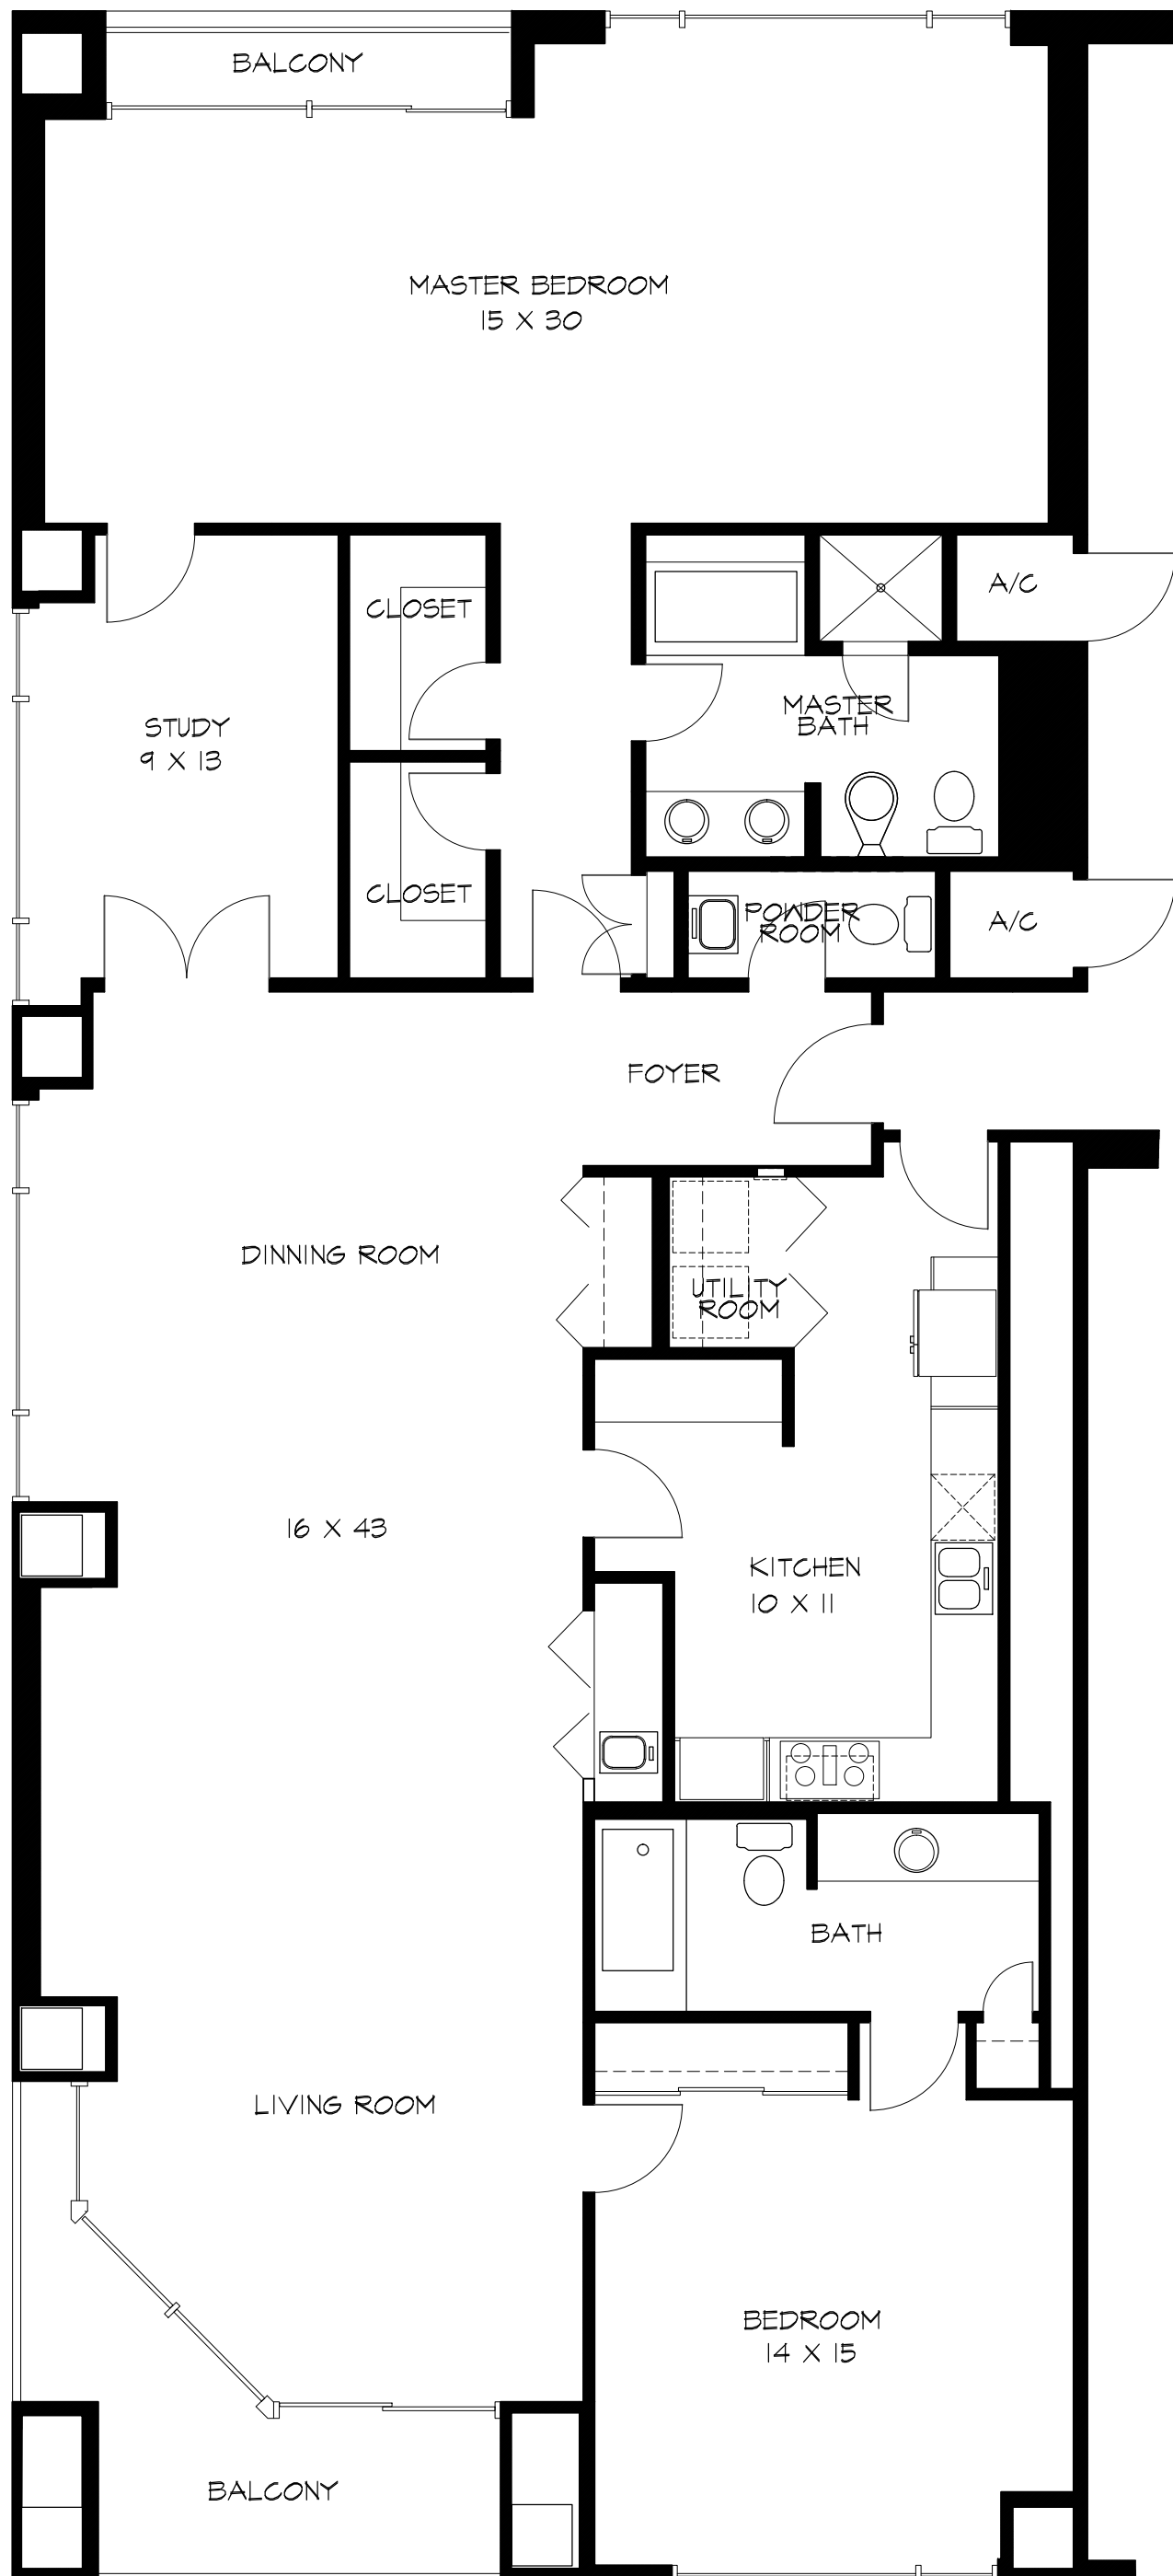 BALCONY
MASTER BEDROOM
15 X 30
CLOSET
A/C
STUDY
9 X 13
MASTER
BATH
CLOSET
POWDER
ROOM
A/C
FOYER
DINNING ROOM
UTILITY
ROOM
16 X 43
KITCHEN
10 X 11
BATH
LIVING ROOM
BEDROOM
14 X 15
BALCONY